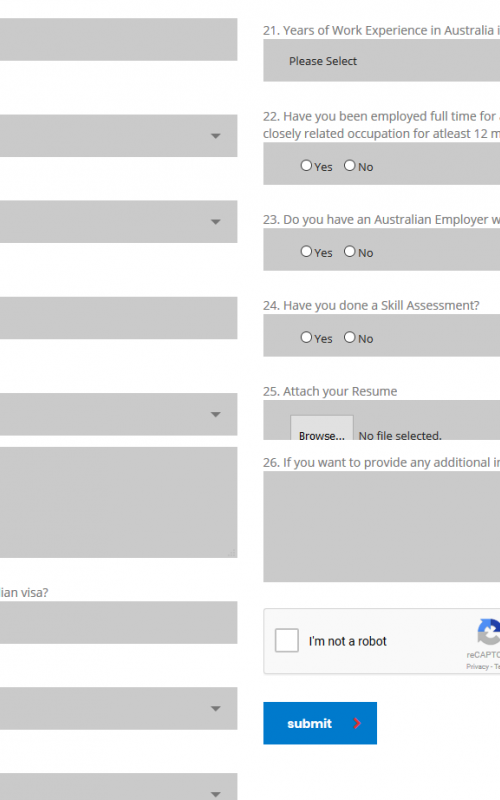 21. Years of Work Experience in Australia i
Please Select
22. Have you been employed full time for
closely related occupation for atleast 12 m
Yes No
23. Do you have an Australian Employer w
Yes No
24. Have you done a Skill Assessment?
Yes No
25. Attach your Resume
Browse... No file selected.
26. If you want to provide any additional in
ian visa?
I'm not a robot
reCAPTC
Privacy - Te
submit